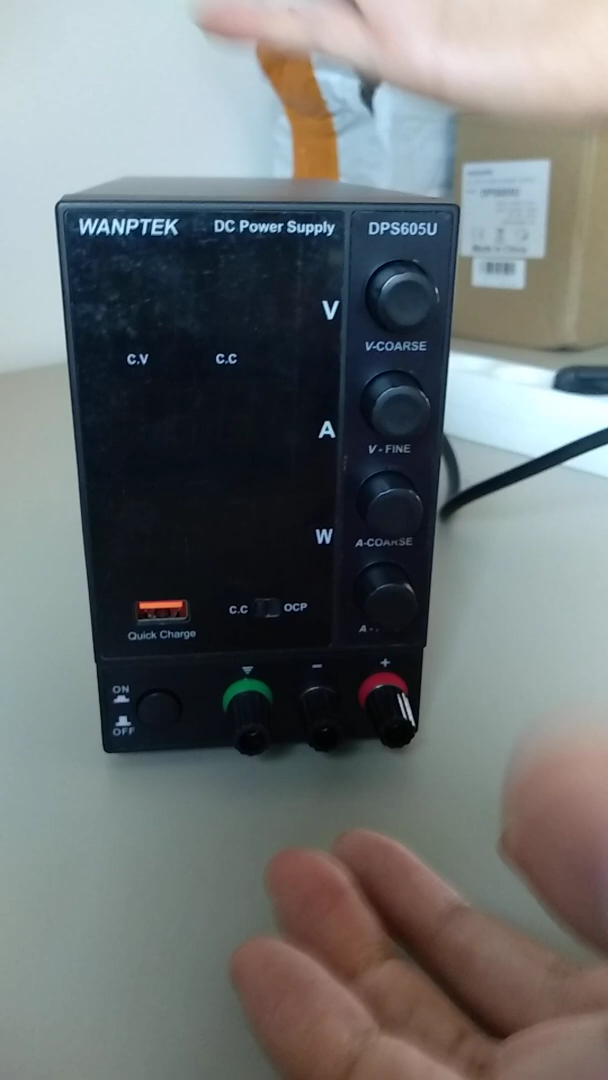 WANPTEK DC Power Supply DPS605U
V
V-COARSE
C.V C.C
A
V - FINE
W
A-COARSE
C.C OCP
Quick Charge
A -
- +
ON
OFF
Made in China